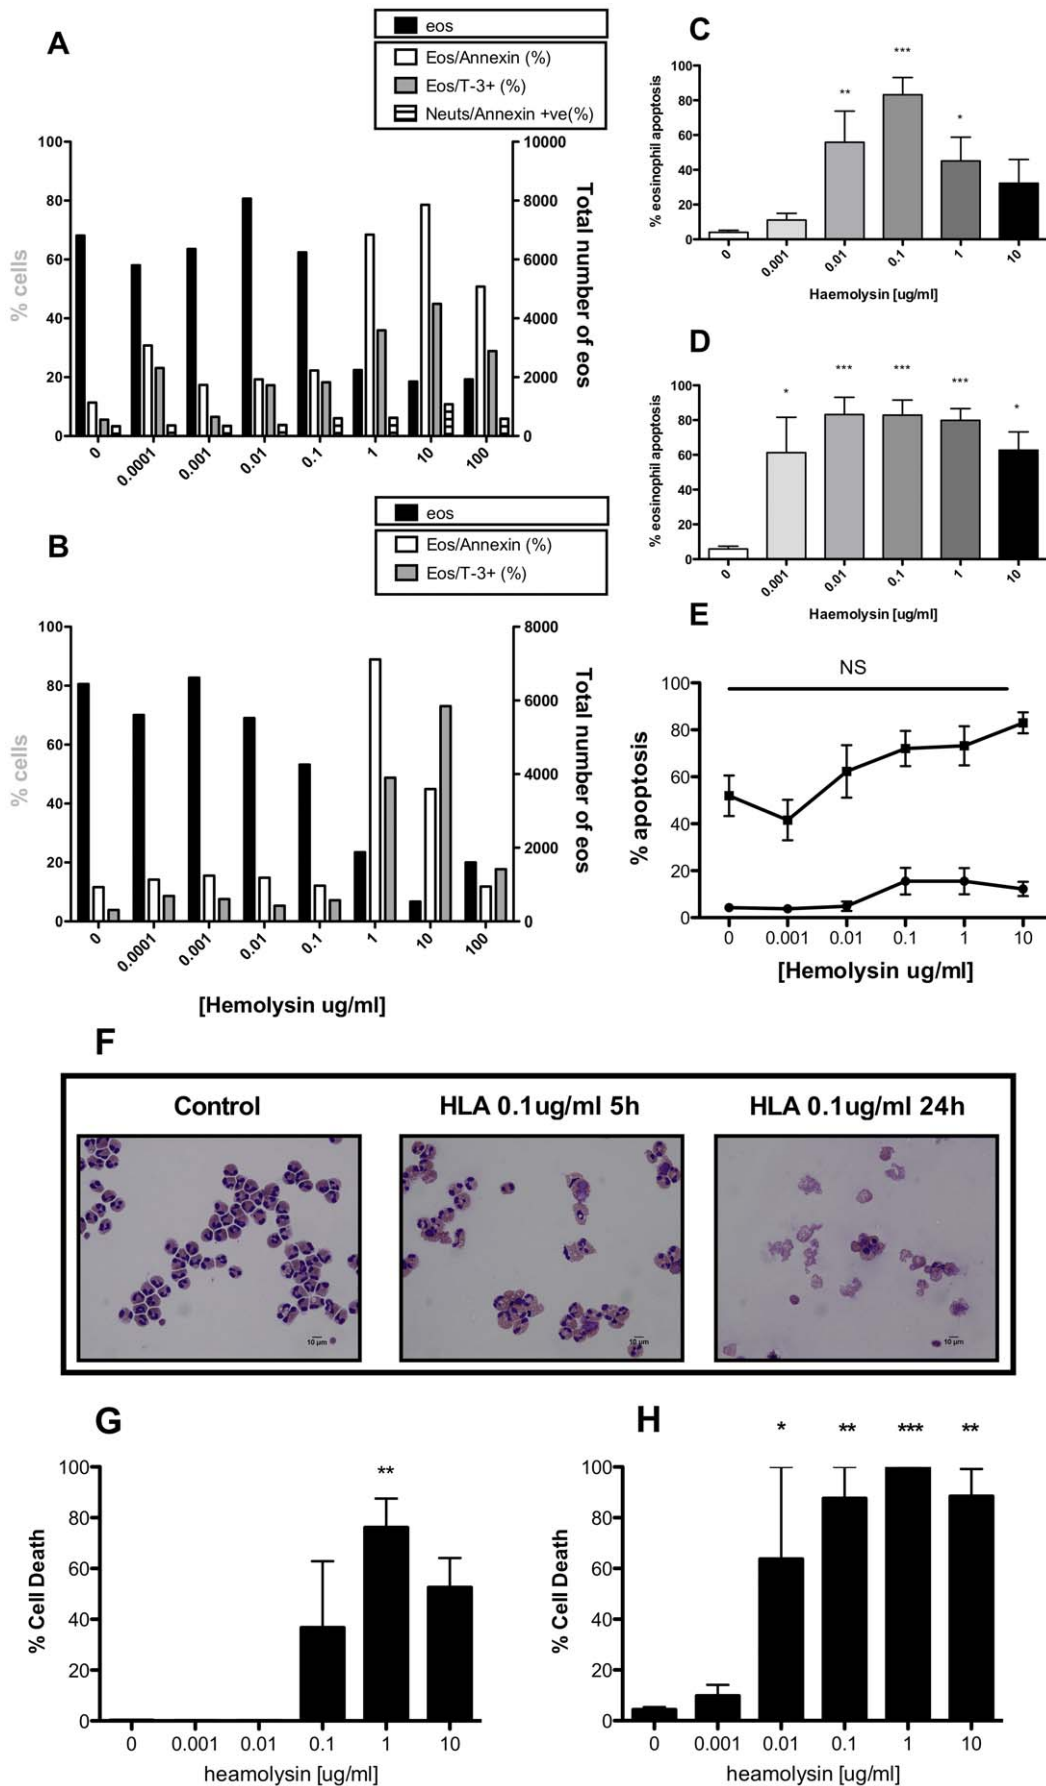 A
eos
Eos/Annexin (%)
Eos/T-3+ (%)
Neuts/Annexin +ve(%)
100
80
60
40
20
0
% cells
10000
8000
6000
4000
2000
0
Total number of eos
0 0.0001 0.001 0.01 0.1 1 10 100
B
eos
Eos/Annexin (%)
Eos/T-3+ (%)
100
80
60
40
20
0
% cells
8000
6000
4000
2000
0
Total number of eos
0 0.0001 0.001 0.01 0.1 1 10 100
[Hemolysin ug/ml]
C
% eosinophil apoptosis
100
80
60
40
20
0
** *** *
0 0.001 0.01 0.1 1 10
Haemolysin [ug/ml]
D
% eosinophil apoptosis
100
80
60
40
20
0
* *** *** *** *
0 0.001 0.01 0.1 1 10
Haemolysin [ug/ml]
E
NS
% apoptosis
100
80
60
40
20
0
0 0.001 0.01 0.1 1 10
[Hemolysin ug/ml]
F
Control HLA 0.1ug/ml 5h HLA 0.1ug/ml 24h
10 µm 10 µm 10 µm
G
% Cell Death
100
80
60
40
20
0
**
0 0.001 0.01 0.1 1 10
heamolysin [ug/ml]
H
% Cell Death
100
80
60
40
20
0
* ** *** **
0 0.001 0.01 0.1 1 10
heamolysin [ug/ml]